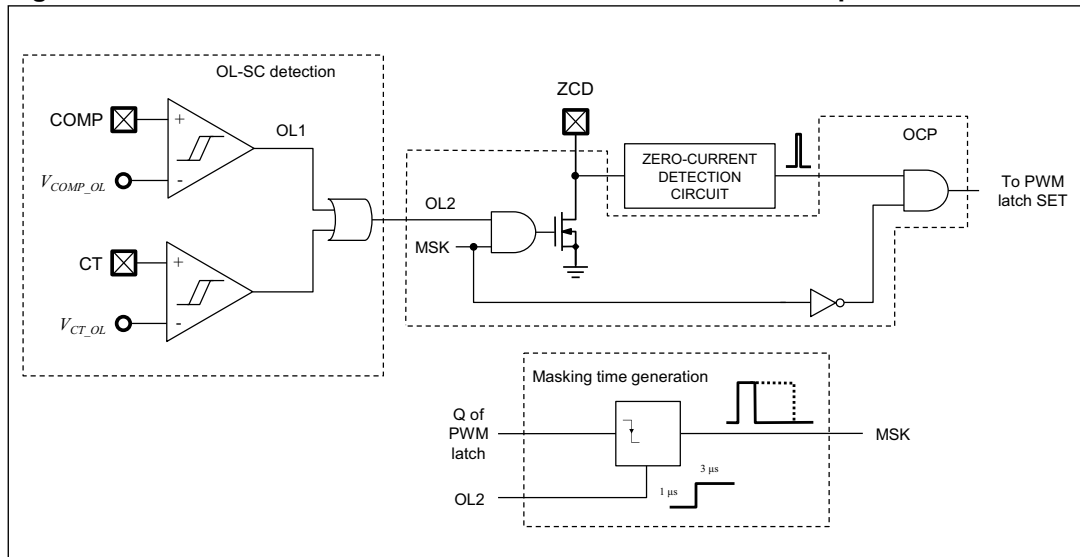 OL-SC detection
COMP
+
-
V_COMP_OL
OL1
CT
+
-
V_CT_OL
ZCD
OL2
MSK
ZERO-CURRENT
DETECTION
CIRCUIT
OCP
To PWM
latch SET
Masking time generation
Q of
PWM
latch
OL2
3 µs
1 µs
MSK